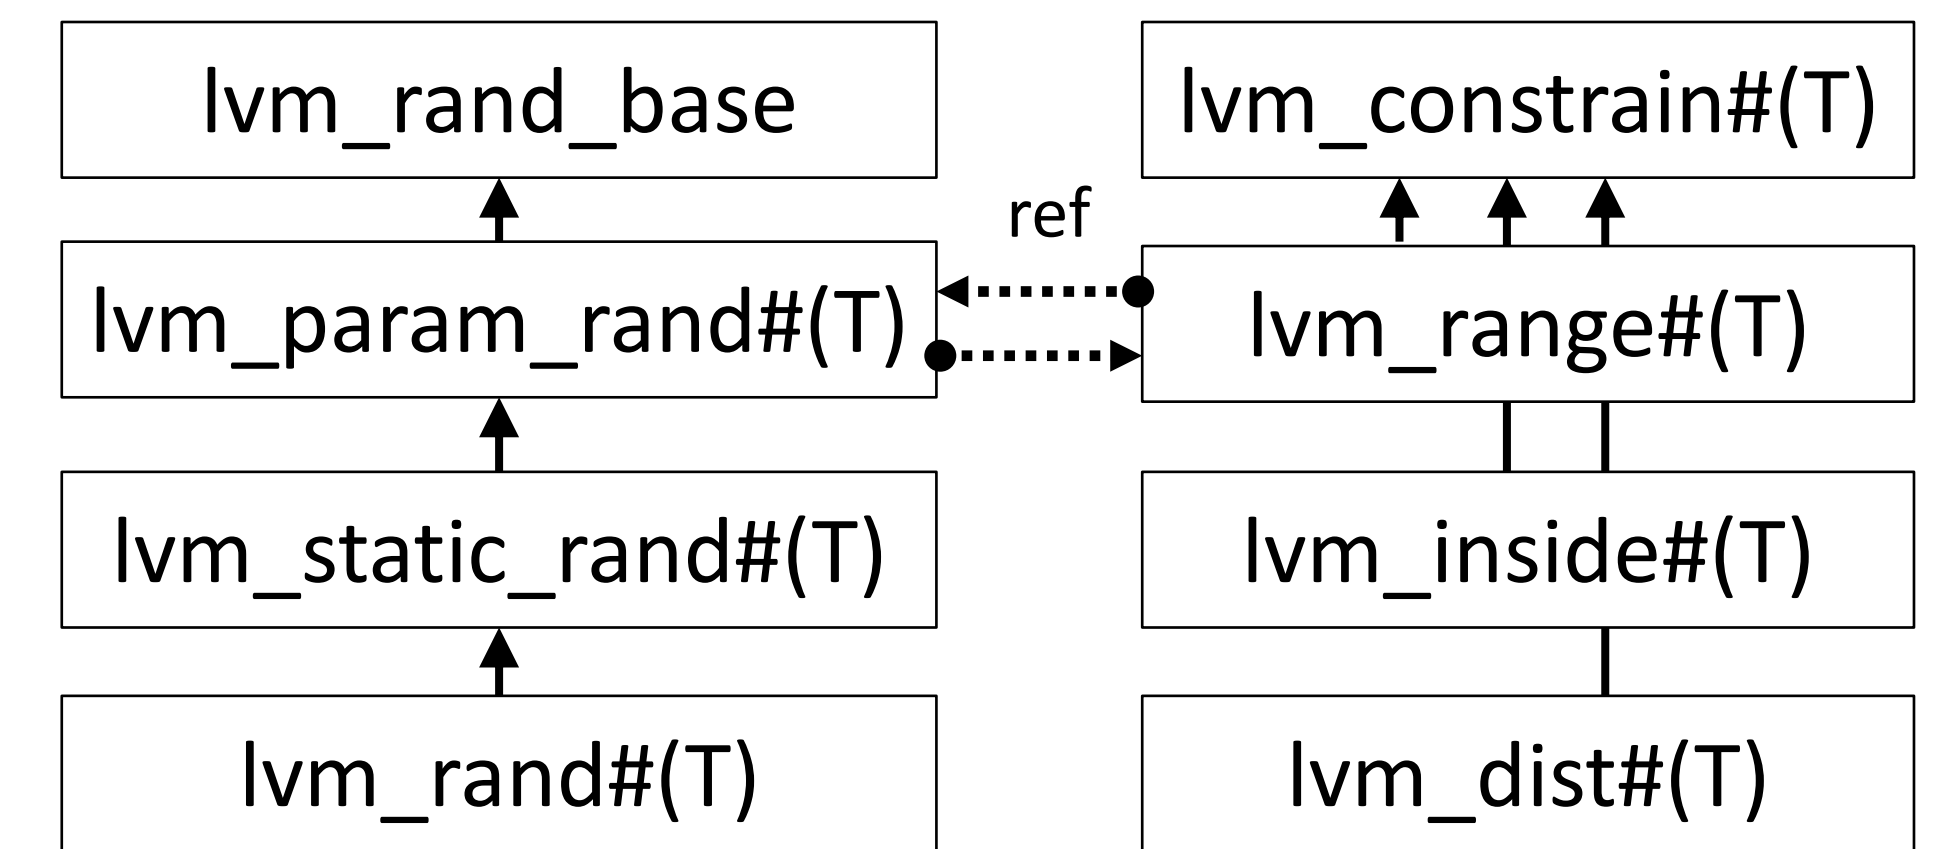 lvm_rand_base
lvm_constrain#(T)
ref
lvm_param_rand#(T)
lvm_range#(T)
lvm_static_rand#(T)
lvm_inside#(T)
lvm_rand#(T)
lvm_dist#(T)